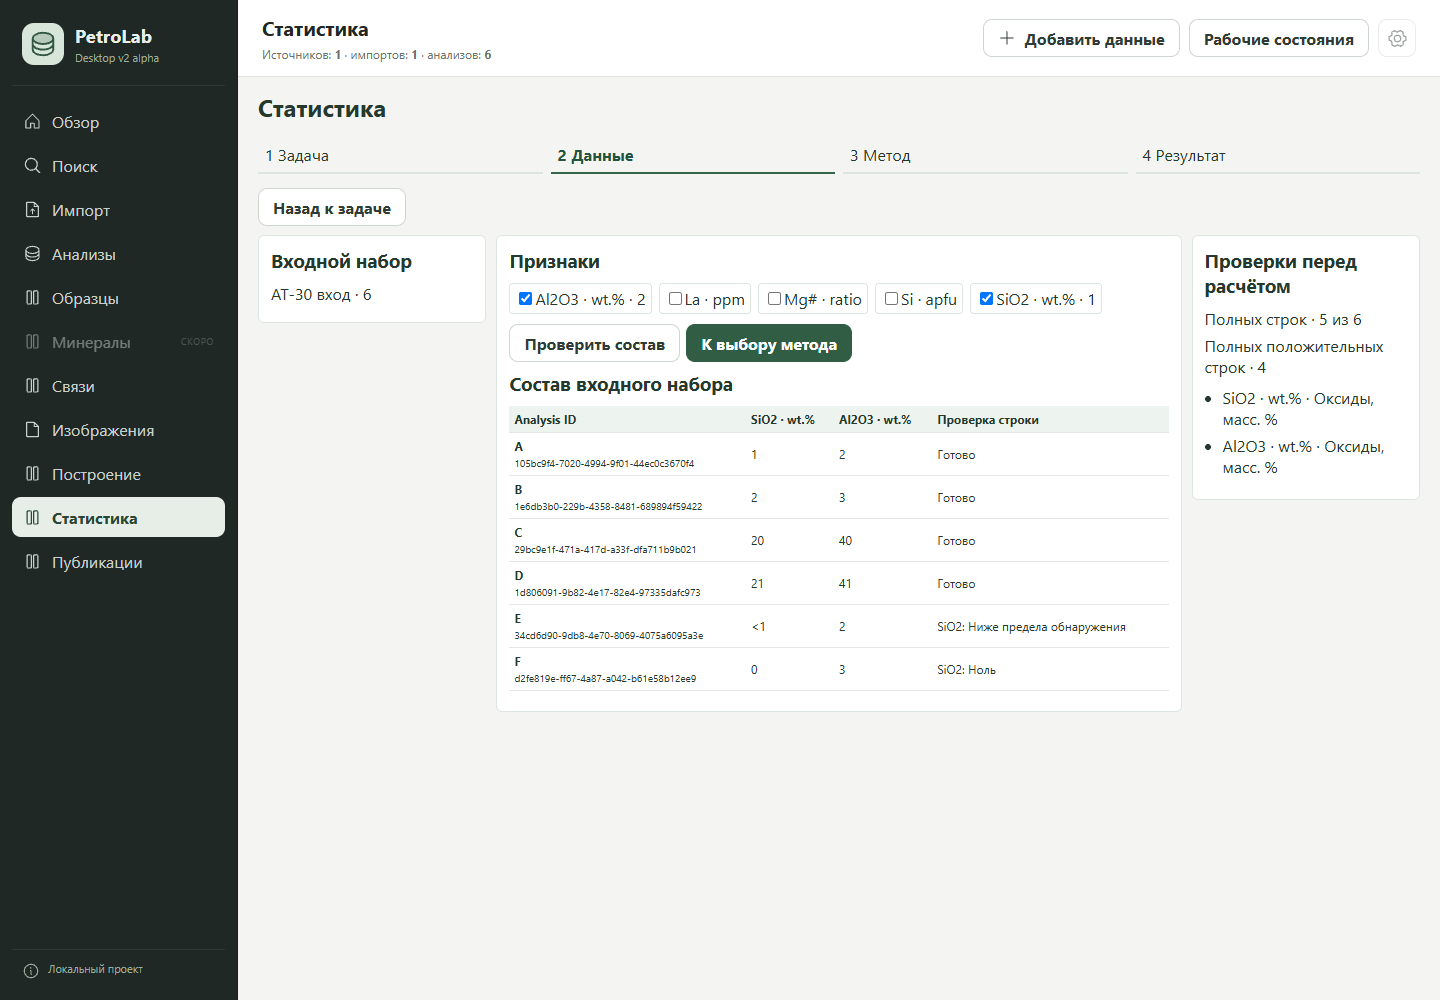 PetroLab
Desktop v2 alpha
Обзор
Поиск
Импорт
Анализы
Образцы
Минералы СКОРО
Связи
Изображения
Построение
Статистика
Публикации
Локальный проект
Статистика
Источников: 1 · импортов: 1 · анализов: 6
Добавить данные
Рабочие состояния
Статистика
1 Задача
2 Данные
3 Метод
4 Результат
Назад к задаче
Входной набор
АТ-30 вход · 6
Признаки
Al2O3 · wt.% · 2
La · ppm
Mg# · ratio
Si · apfu
SiO2 · wt.% · 1
Проверить состав
К выбору метода
Состав входного набора
Analysis ID SiO2 · wt.% Al2O3 · wt.% Проверка строки
A
105bc9f4-7020-4994-9f01-44ec0c3670f4 1 2 Готово
B
1e6db3b0-229b-4358-8481-689894f59422 2 3 Готово
C
29bc9e1f-471a-417d-a33f-dfa711b9b021 20 40 Готово
D
1d806091-9b82-4e17-82e4-97335dafc973 21 41 Готово
E
34cd6d90-9db8-4e70-8069-4075a6095a3e <1 2 SiO2: Ниже предела обнаружения
F
d2fe819e-ff67-4a87-a042-b61e58b12ee9 0 3 SiO2: Ноль
Проверки перед
расчётом
Полных строк · 5 из 6
Полных положительных
строк · 4
SiO2 · wt.% · Оксиды,
масс. %
Al2O3 · wt.% · Оксиды,
масс. %